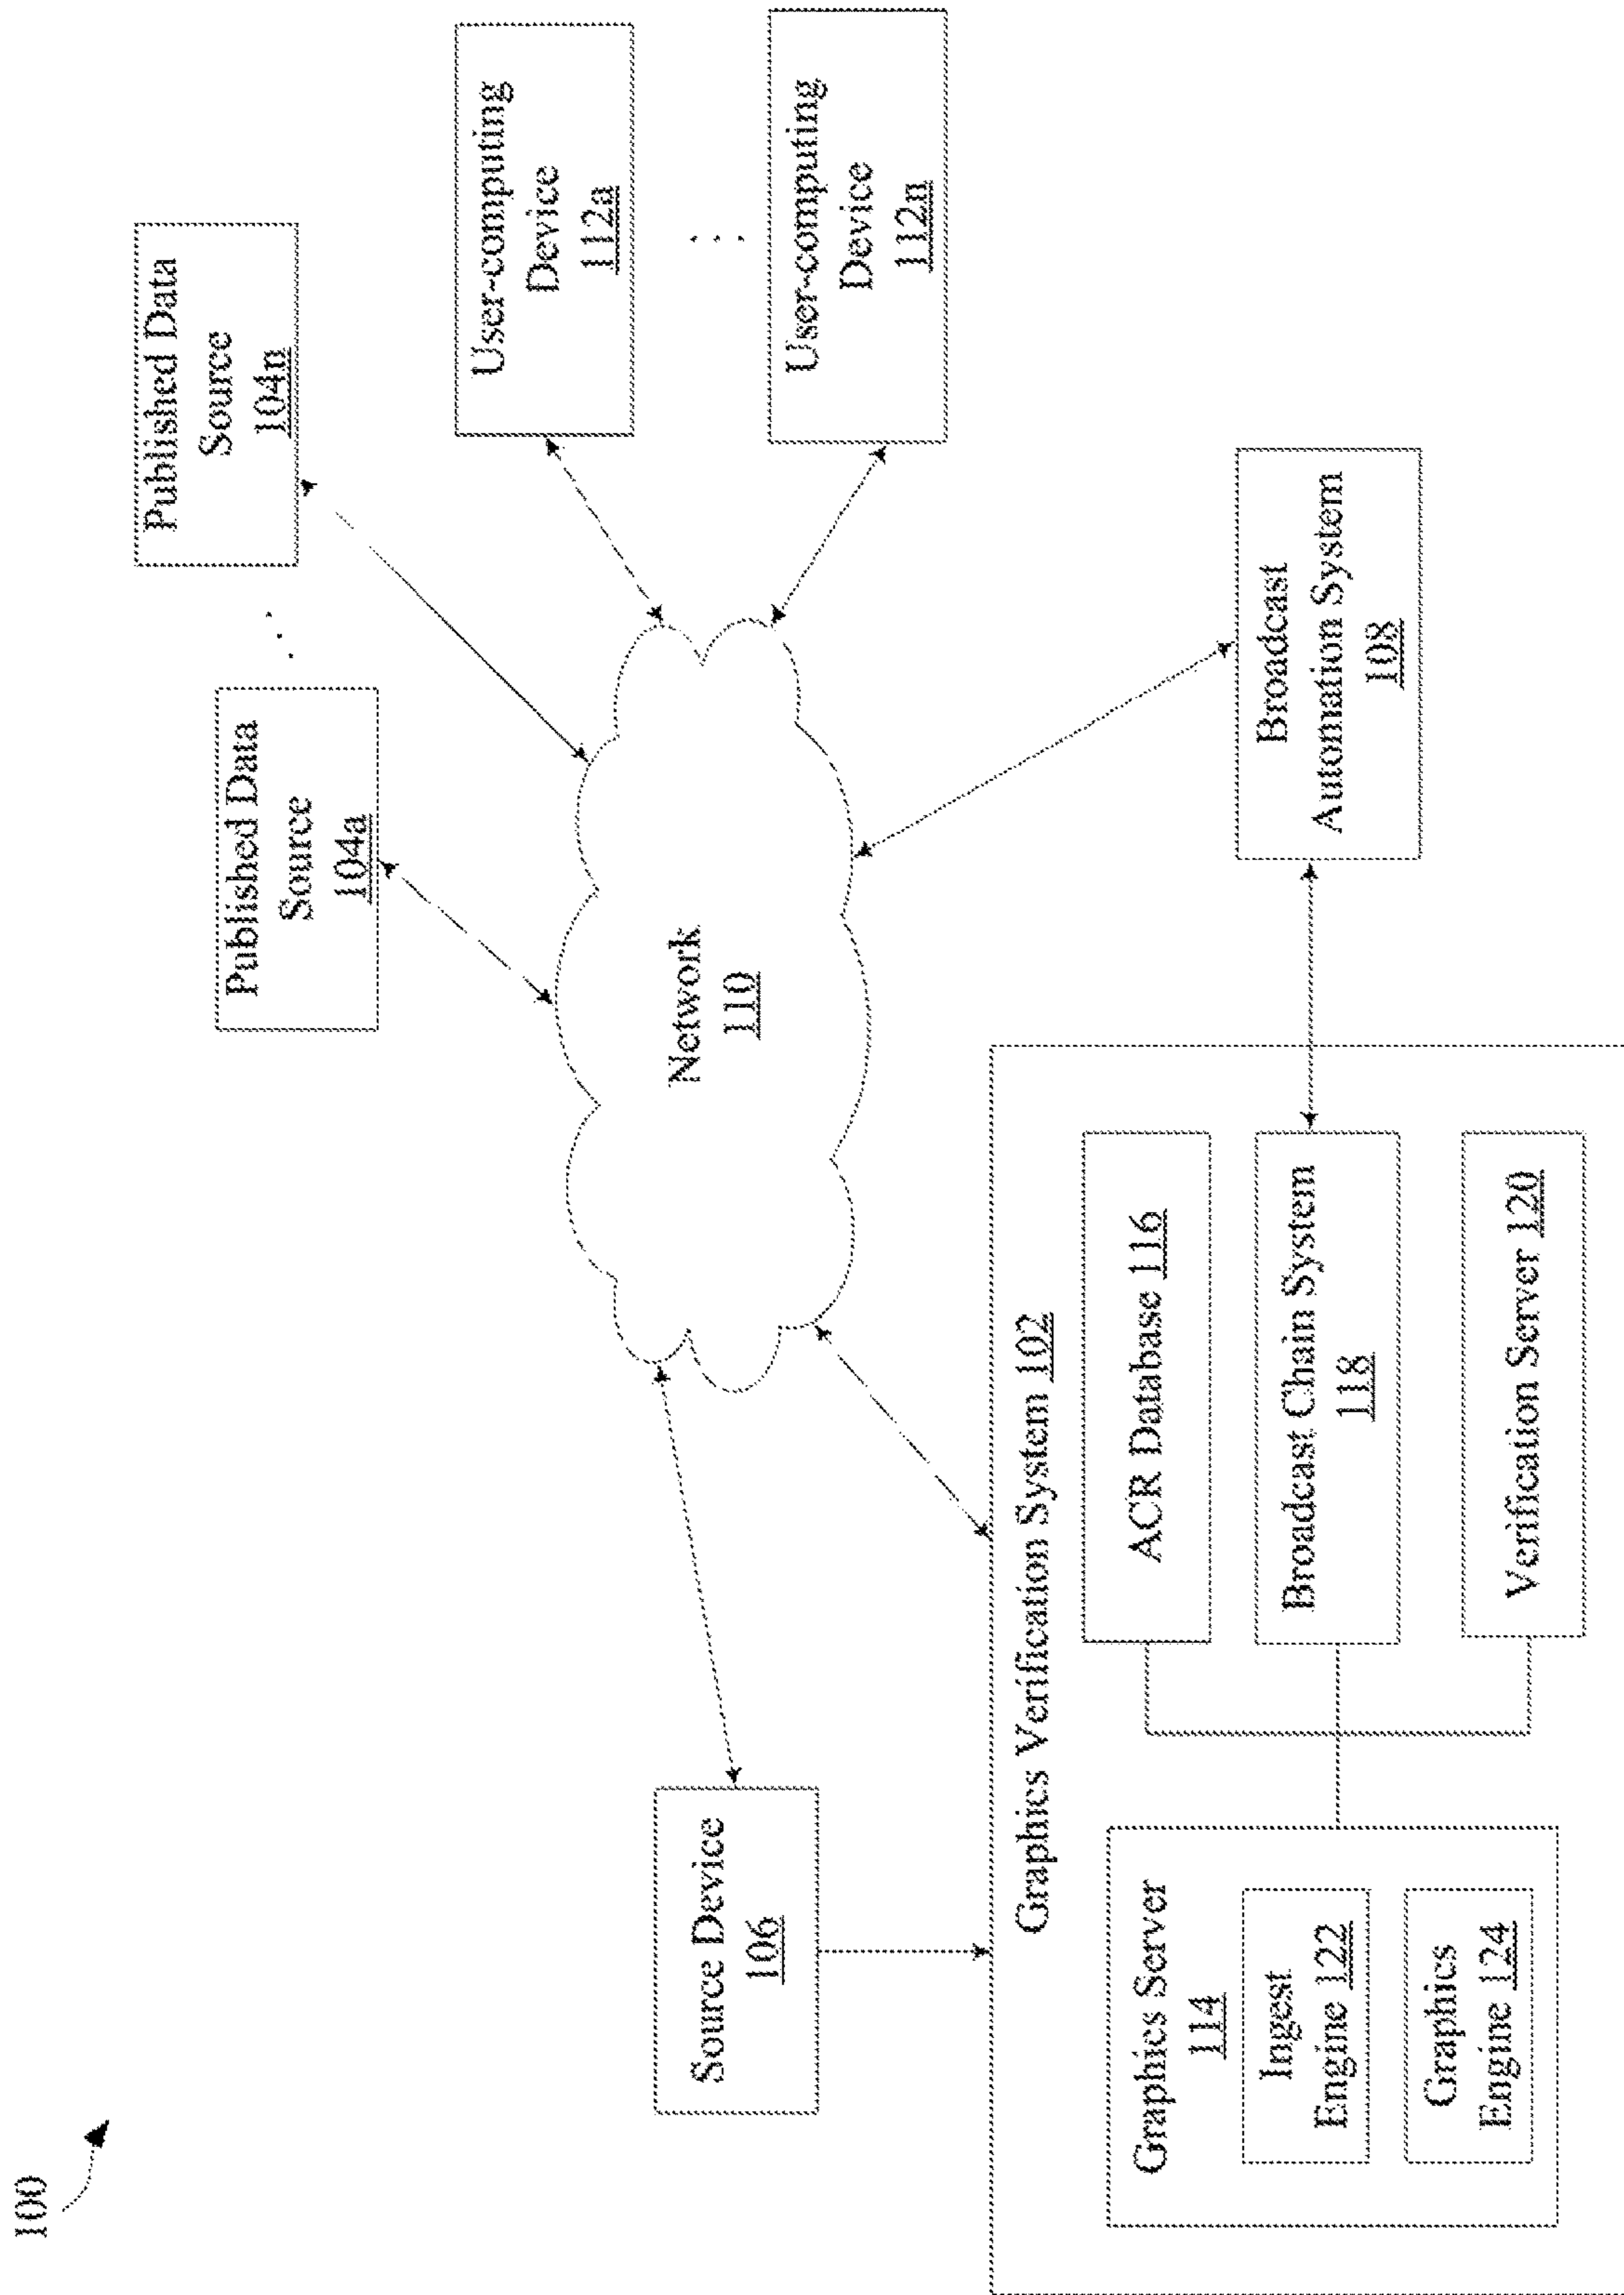 100
Published Data
Source
104a
. . .
Published Data
Source
104n
Source Device
106
Network
110
User-computing
Device
112a
. . .
User-computing
Device
112n
Graphics Verification System 102
Graphics Server
114
Ingest
Engine 122
Graphics
Engine 124
ACR Database 116
Broadcast Chain System
118
Verification Server 120
Broadcast
Automation System
108